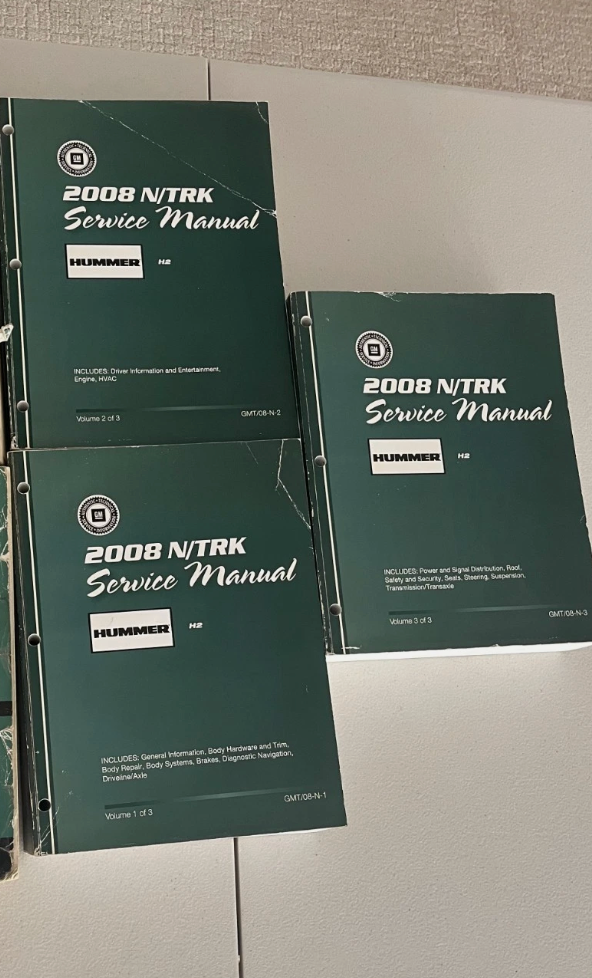 GM
2008 N/TRK
Service Manual
HUMMER H2
INCLUDES: Driver Information and Entertainment,
Engine, HVAC
Volume 2 of 3 GMT/08-N-2
GM
2008 N/TRK
Service Manual
HUMMER H2
INCLUDES: Power and Signal Distribution, Roof,
Safety and Security, Seats, Steering, Suspension,
Transmission/Transaxle
Volume 3 of 3 GMT/08-N-3
GM
2008 N/TRK
Service Manual
HUMMER H2
INCLUDES: General Information, Body Hardware and Trim,
Body Repair, Body Systems, Brakes, Diagnostic Navigation,
Driveline/Axle
Volume 1 of 3 GMT/08-N-1